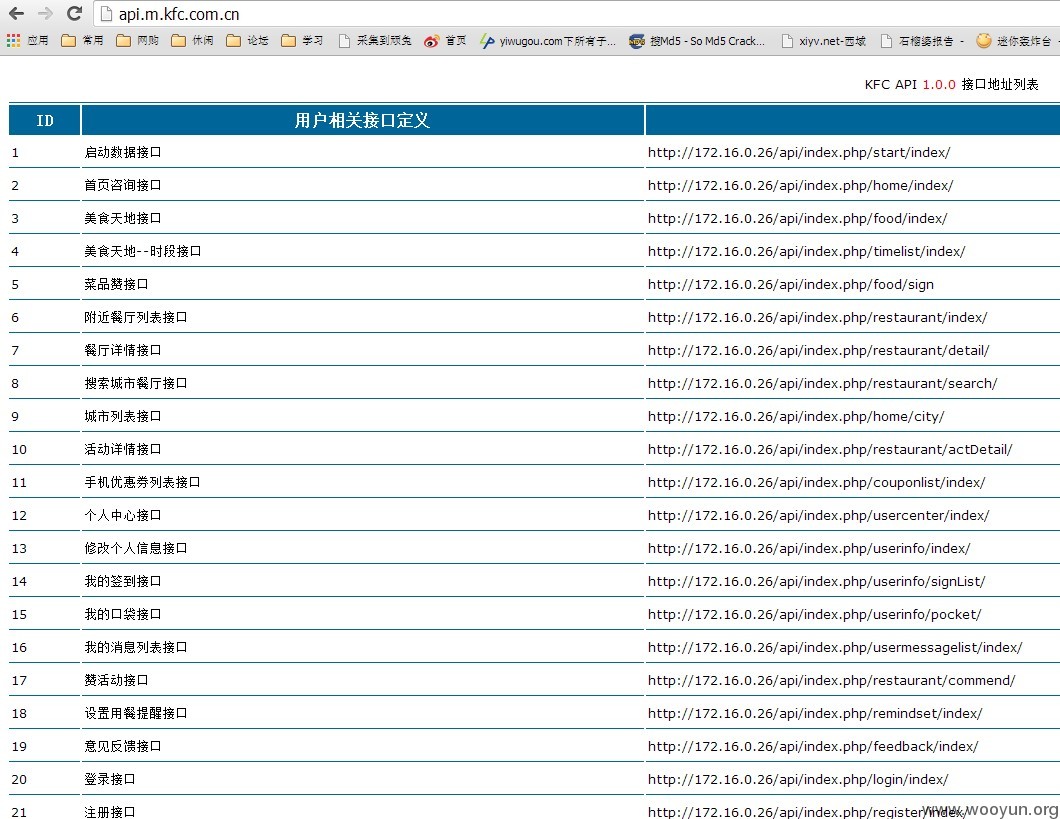 api.m.kfc.com.cn
应用 常用 网购 休闲 论坛 学习 采集到顽兔 首页 yiwugou.com下所有子... 搜Md5 - So Md5 Crack... xiyv.net-西域 石榴婆报告 - 迷你轰炸台 -
KFC API 1.0.0 接口地址列表
ID 用户相关接口定义
1 启动数据接口 http://172.16.0.26/api/index.php/start/index/
2 首页咨询接口 http://172.16.0.26/api/index.php/home/index/
3 美食天地接口 http://172.16.0.26/api/index.php/food/index/
4 美食天地--时段接口 http://172.16.0.26/api/index.php/timelist/index/
5 菜品赞接口 http://172.16.0.26/api/index.php/food/sign
6 附近餐厅列表接口 http://172.16.0.26/api/index.php/restaurant/index/
7 餐厅详情接口 http://172.16.0.26/api/index.php/restaurant/detail/
8 搜索城市餐厅接口 http://172.16.0.26/api/index.php/restaurant/search/
9 城市列表接口 http://172.16.0.26/api/index.php/home/city/
10 活动详情接口 http://172.16.0.26/api/index.php/restaurant/actDetail/
11 手机优惠券列表接口 http://172.16.0.26/api/index.php/couponlist/index/
12 个人中心接口 http://172.16.0.26/api/index.php/usercenter/index/
13 修改个人信息接口 http://172.16.0.26/api/index.php/userinfo/index/
14 我的签到接口 http://172.16.0.26/api/index.php/userinfo/signList/
15 我的口袋接口 http://172.16.0.26/api/index.php/userinfo/pocket/
16 我的消息列表接口 http://172.16.0.26/api/index.php/usermessagelist/index/
17 赞活动接口 http://172.16.0.26/api/index.php/restaurant/commend/
18 设置用餐提醒接口 http://172.16.0.26/api/index.php/remindset/index/
19 意见反馈接口 http://172.16.0.26/api/index.php/feedback/index/
20 登录接口 http://172.16.0.26/api/index.php/login/index/
21 注册接口 http://172.16.0.26/api/index.php/register/index/
www.wooyun.org